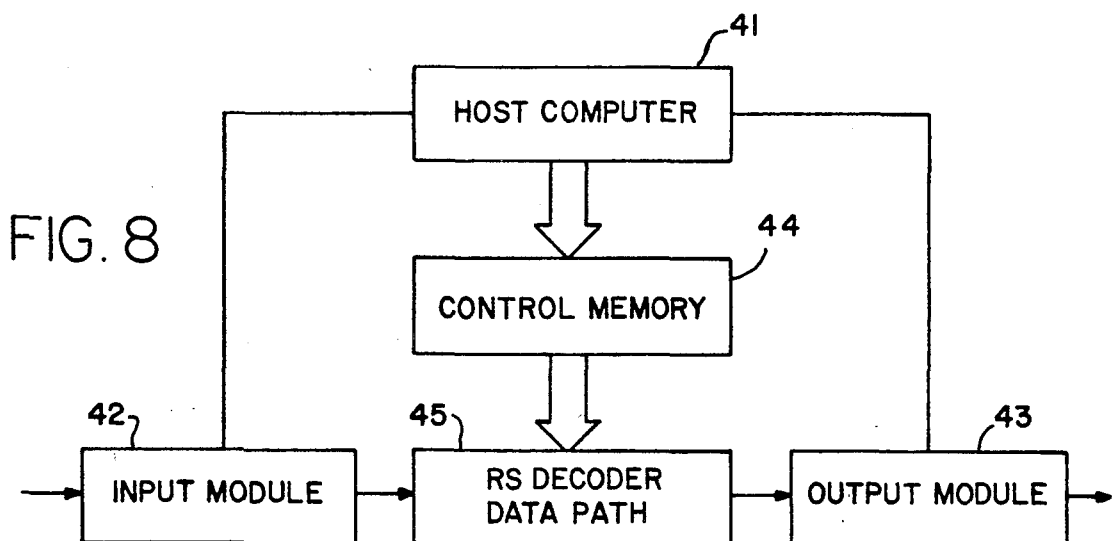 41
HOST COMPUTER
FIG. 8
44
CONTROL MEMORY
42
45
43
INPUT MODULE
RS DECODER
DATA PATH
OUTPUT MODULE